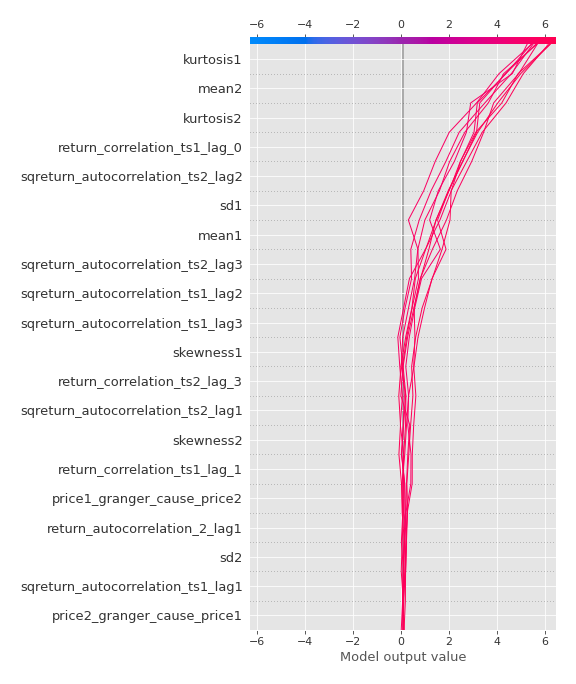 −6 −4 −2 0 2 4 6
kurtosis1
mean2
kurtosis2
return_correlation_ts1_lag_0
sqreturn_autocorrelation_ts2_lag2
sd1
mean1
sqreturn_autocorrelation_ts2_lag3
sqreturn_autocorrelation_ts1_lag2
sqreturn_autocorrelation_ts1_lag3
skewness1
return_correlation_ts2_lag_3
sqreturn_autocorrelation_ts2_lag1
skewness2
return_correlation_ts1_lag_1
price1_granger_cause_price2
return_autocorrelation_2_lag1
sd2
sqreturn_autocorrelation_ts1_lag1
price2_granger_cause_price1
−6 −4 −2 0 2 4 6
Model output value